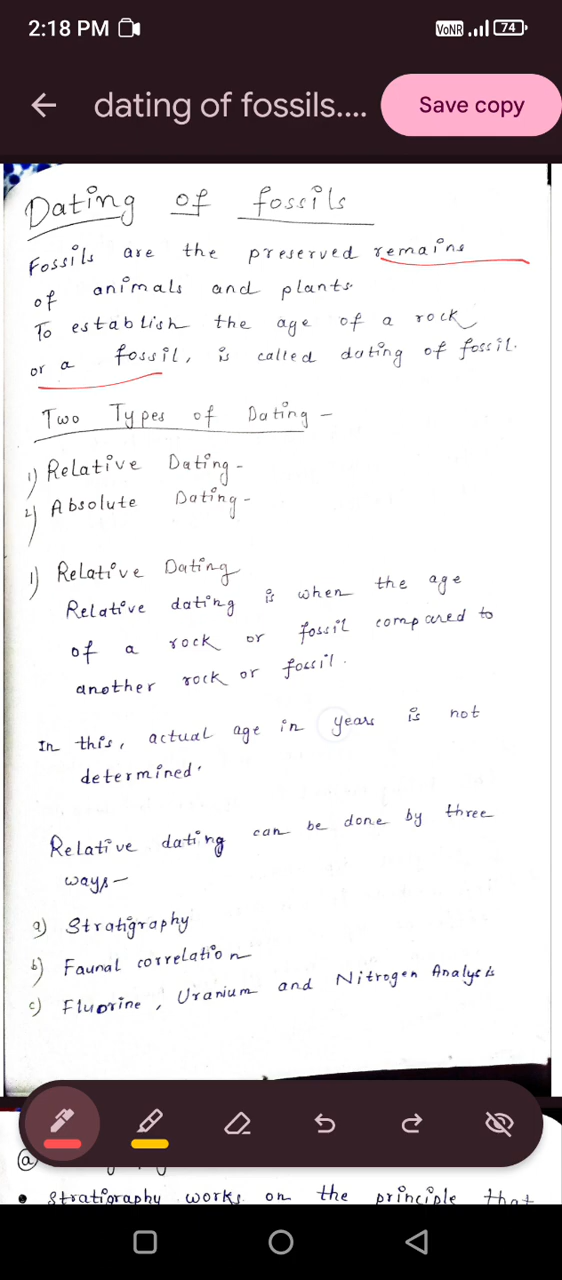 2:18 PM
VoNR
74
dating of fossils....
Save copy
Dating of fossils
Fossils are the preserved remains
of animals and plants.
To establish the age of a rock
or a fossil, is called dating of fossil.
Two Types of Dating -
1) Relative Dating -
2) Absolute Dating -
1) Relative Dating
Relative dating is when the age
of a rock or fossil compared to
another rock or fossil.
In this, actual age in years is not
determined.
Relative dating can be done by three
ways -
a) Stratigraphy
b) Faunal correlation
c) Fluorine, Uranium and Nitrogen Analysis
a
• Stratigraphy works on the principle that